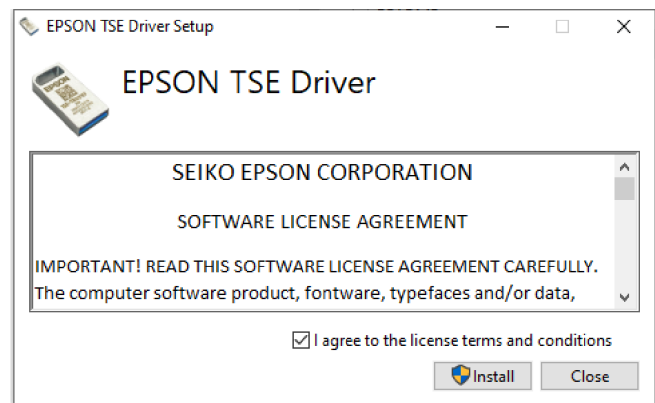 EPSON TSE Driver Setup
EPSON TSE Driver
SEIKO EPSON CORPORATION
SOFTWARE LICENSE AGREEMENT
IMPORTANT! READ THIS SOFTWARE LICENSE AGREEMENT CAREFULLY.
The computer software product, fontware, typefaces and/or data,
I agree to the license terms and conditions
Install
Close